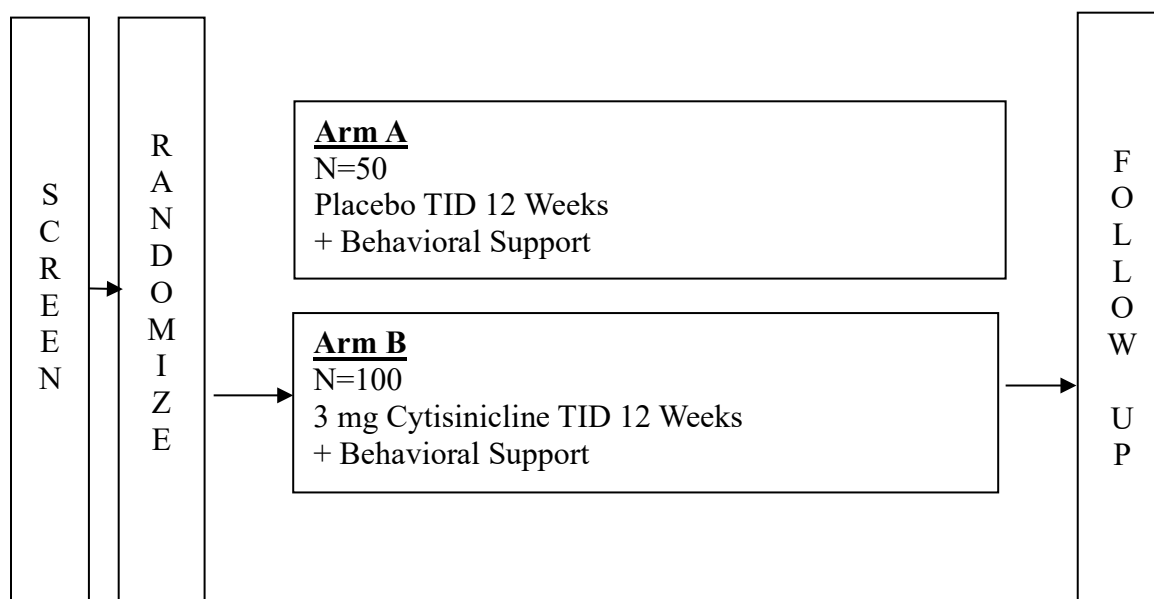 SCREEN
RANDOMIZE
Arm A
N=50
Placebo TID 12 Weeks
+ Behavioral Support
Arm B
N=100
3 mg Cytisinicline TID 12 Weeks
+ Behavioral Support
FOLLOW UP